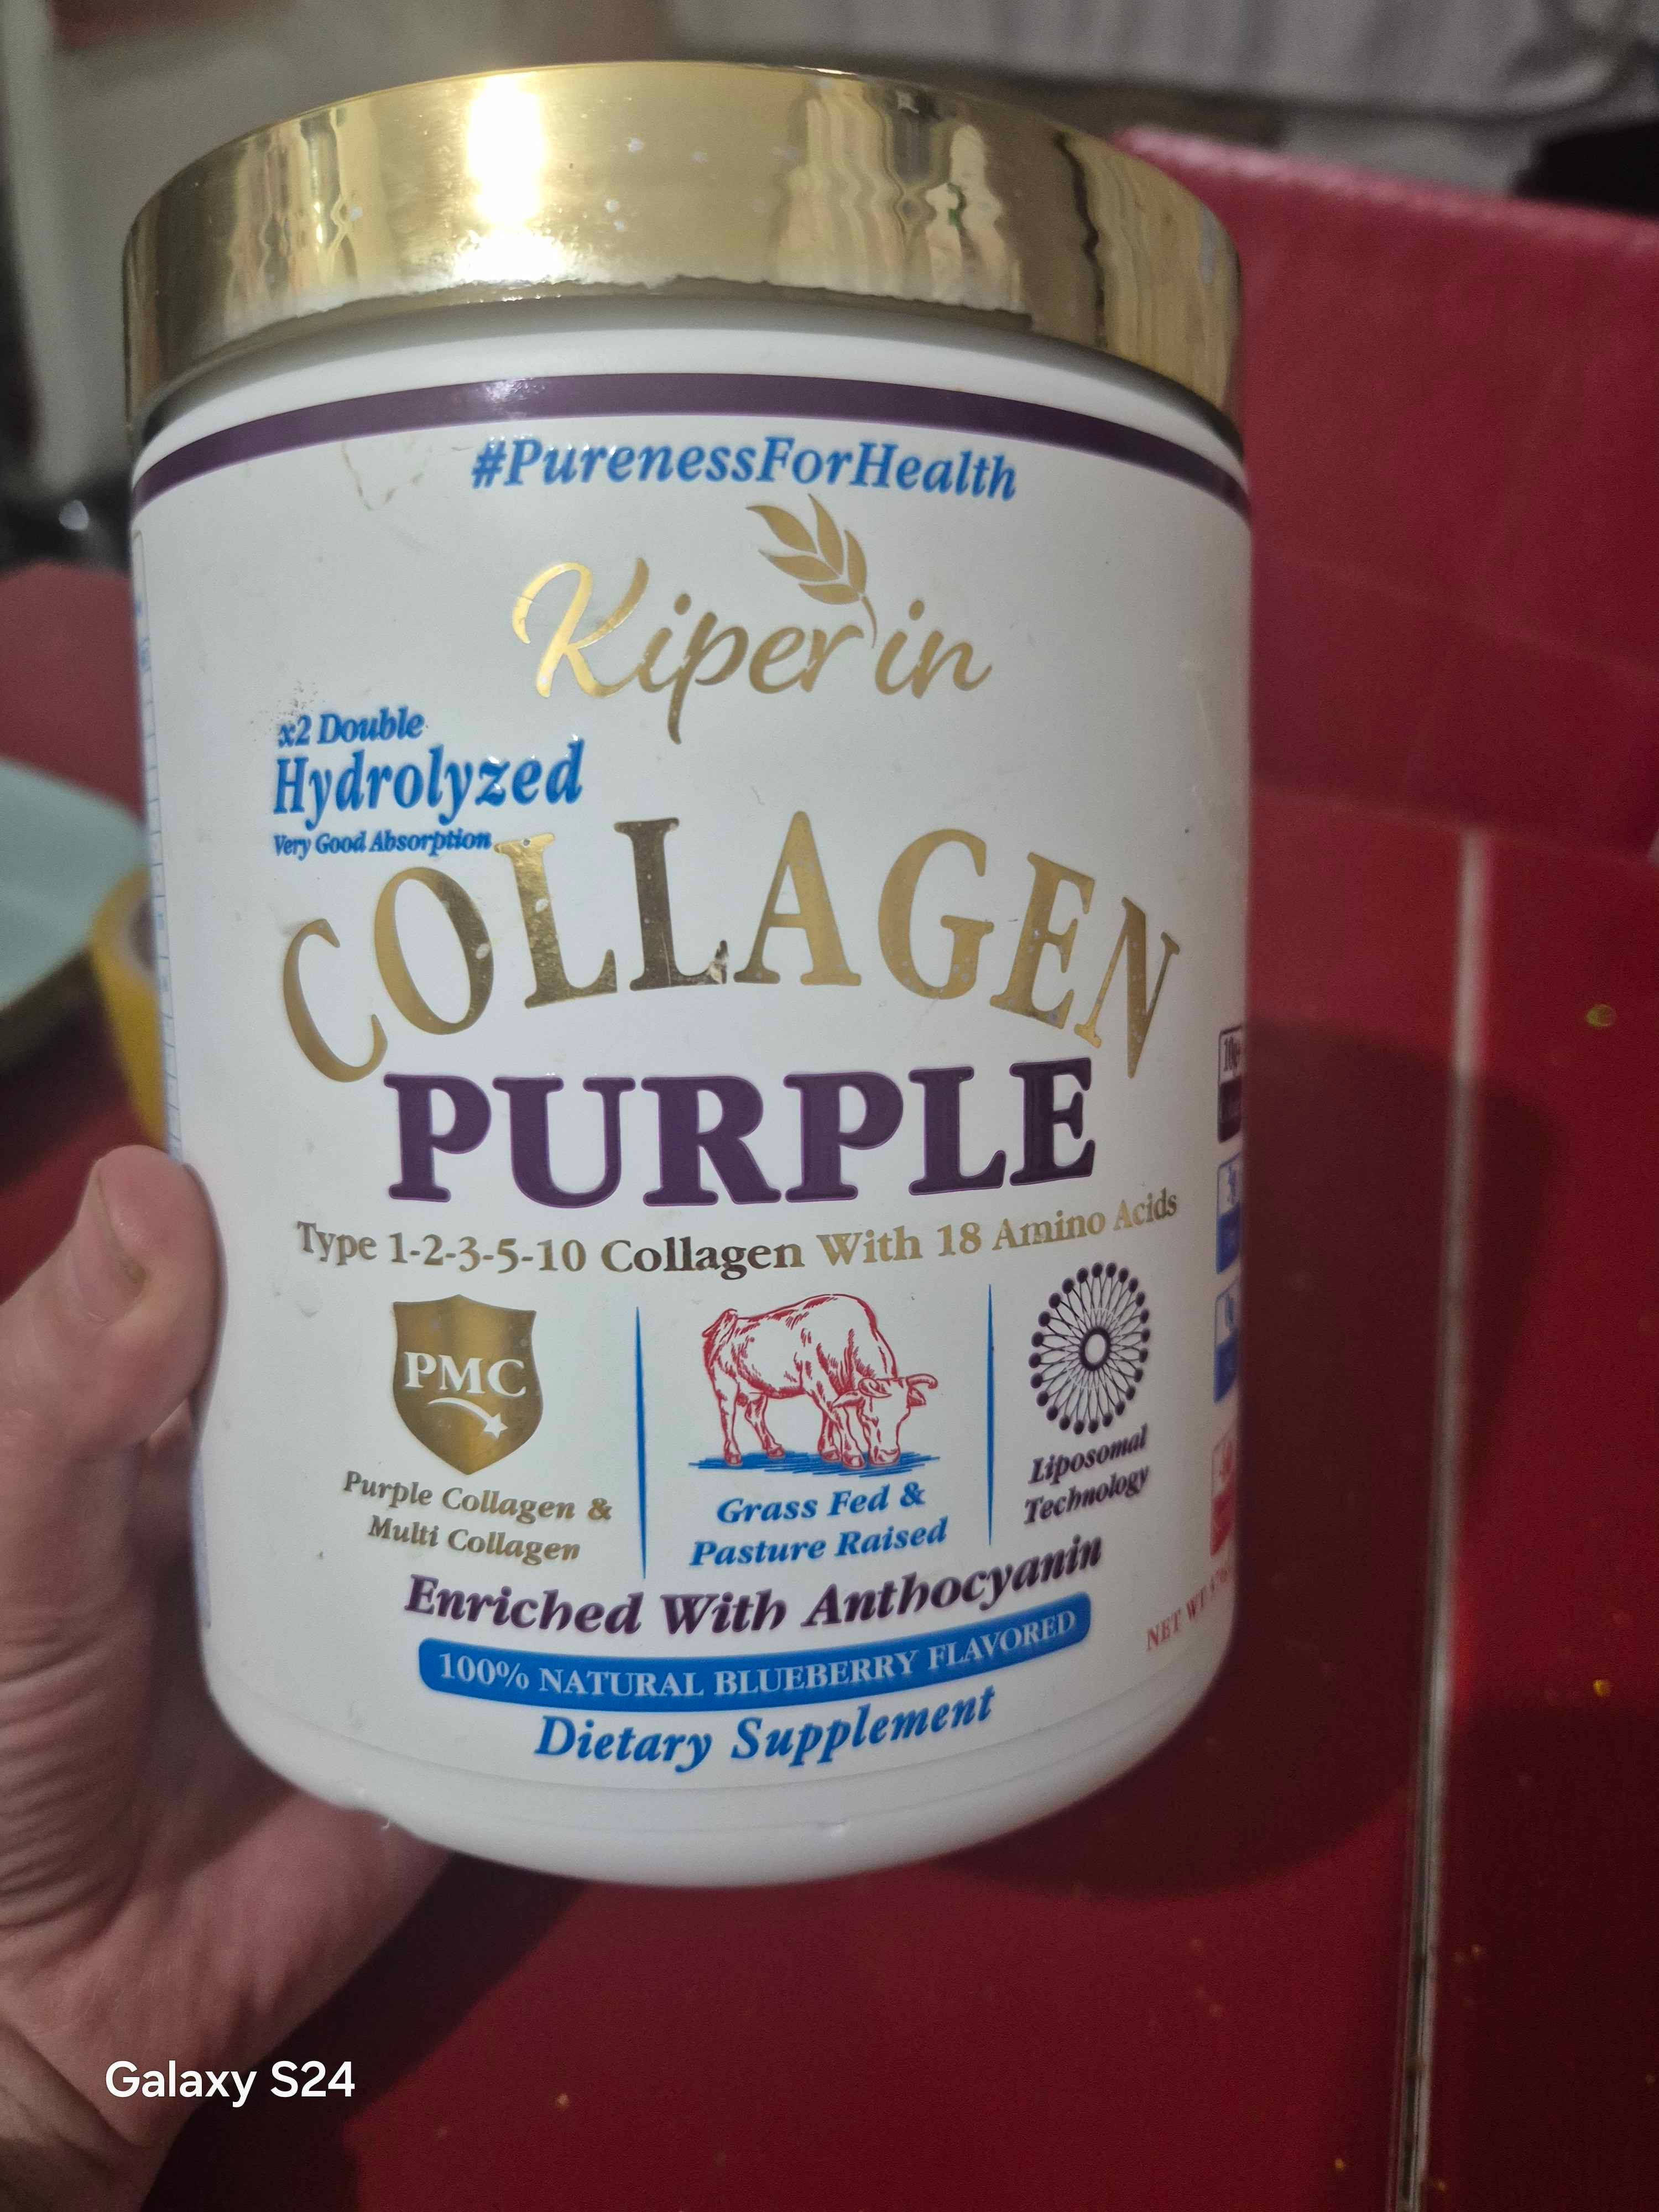 #PurenessForHealth
Kiper'in
x2 Double
Hydrolyzed
Very Good Absorption
COLLAGEN
PURPLE
Type 1-2-3-5-10 Collagen With 18 Amino Acids
PMC
Purple Collagen &
Multi Collagen
Grass Fed &
Pasture Raised
Liposomal
Technology
Enriched With Anthocyanin
100% NATURAL BLUEBERRY FLAVORED
Dietary Supplement
NET WT
Galaxy S24